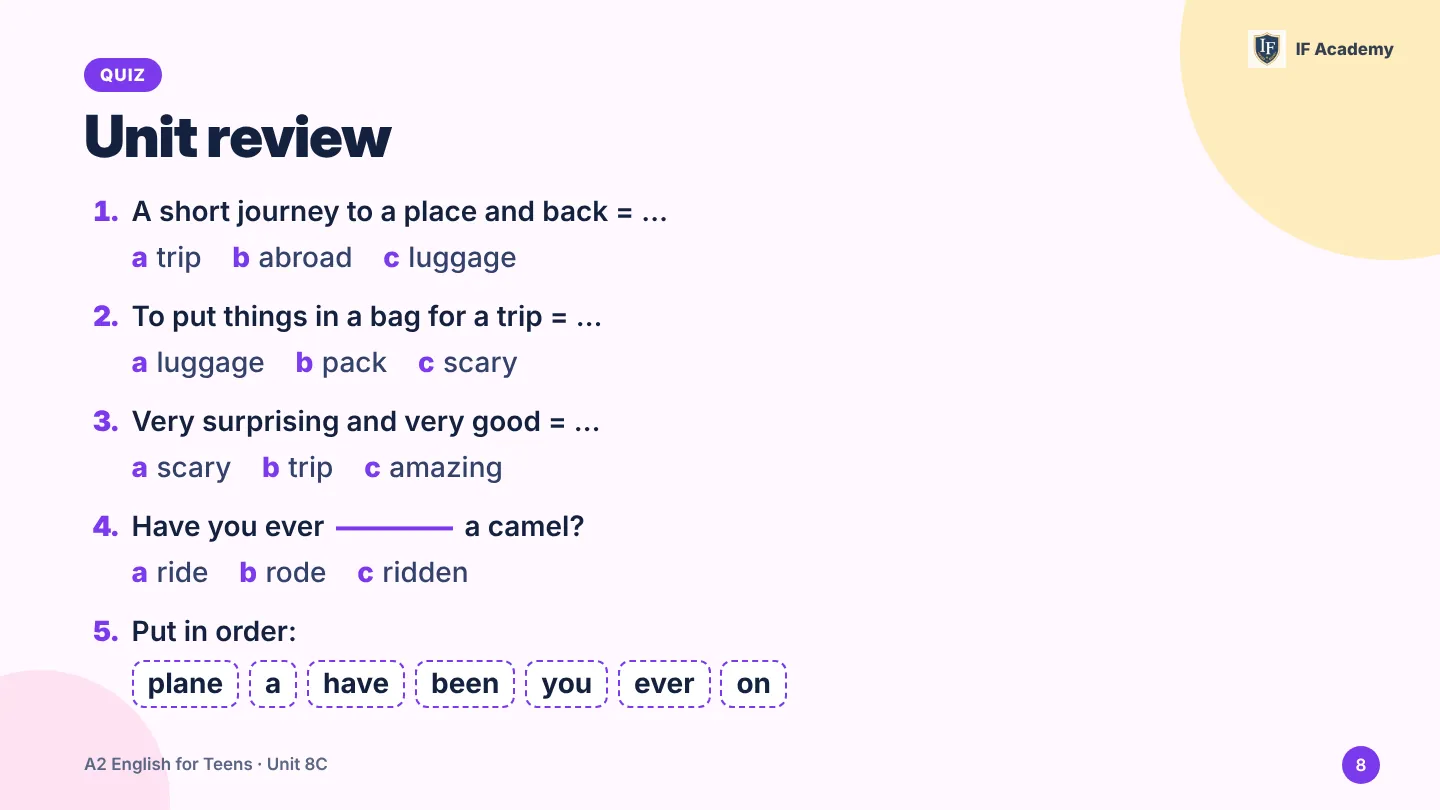 IF IF Academy
QUIZ
Unit review
1. A short journey to a place and back = ...
a trip b abroad c luggage
2. To put things in a bag for a trip = ...
a luggage b pack c scary
3. Very surprising and very good = ...
a scary b trip c amazing
4. Have you ever ______ a camel?
a ride b rode c ridden
5. Put in order:
plane a have been you ever on
A2 English for Teens · Unit 8C
8